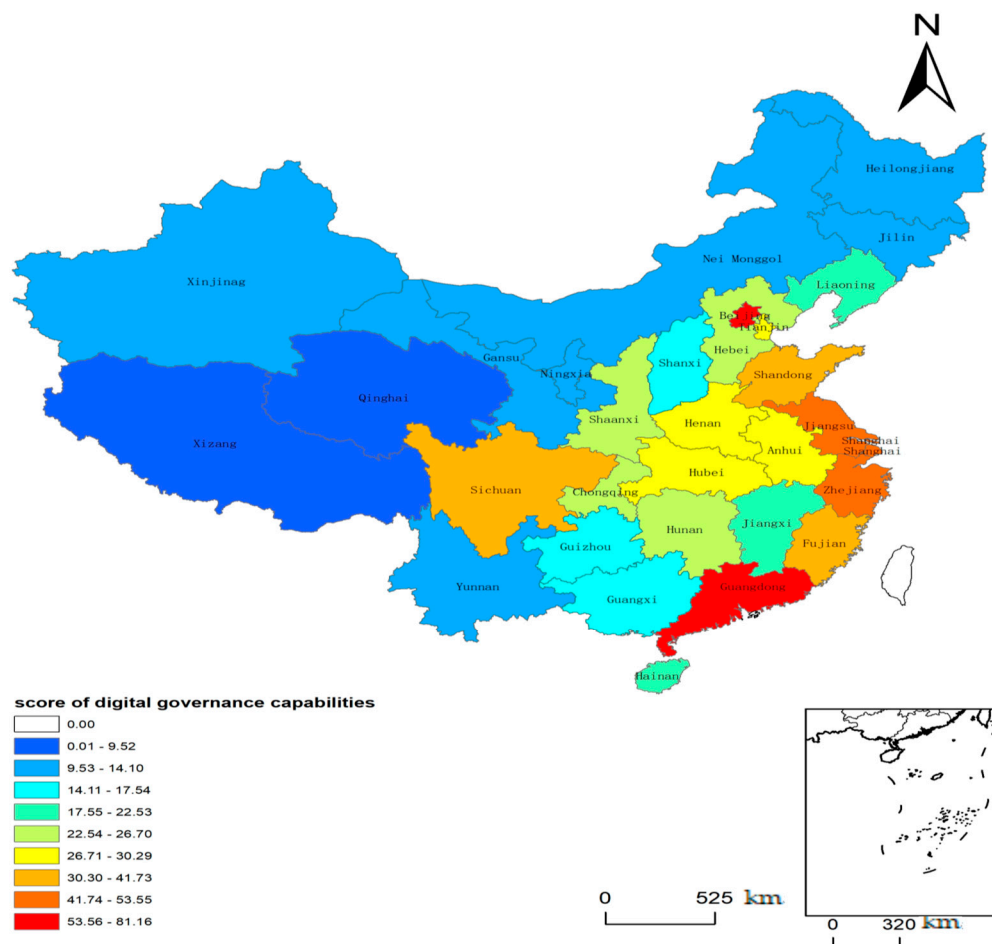 N
Heilongjiang
Jilin
Nei Monggol
Liaoning
Xinjinag
Beijing
Tianjin
Hebei
Shanxi
Gansu
Ningxia
Shandong
Qinghai
Shaanxi
Henan
Jiangsu
Shanghai
Shanghai
Xizang
Anhui
Hubei
Sichuan
Chongqing
Zhejiang
Hunan
Jiangxi
Fujian
Guizhou
Yunnan
Guangdong
Guangxi
Hainan
score of digital governance capabilities
0.00
0.01 - 9.52
9.53 - 14.10
14.11 - 17.54
17.55 - 22.53
22.54 - 26.70
26.71 - 30.29
30.30 - 41.73
41.74 - 53.55
53.56 - 81.16
0 525 km
0 320 km